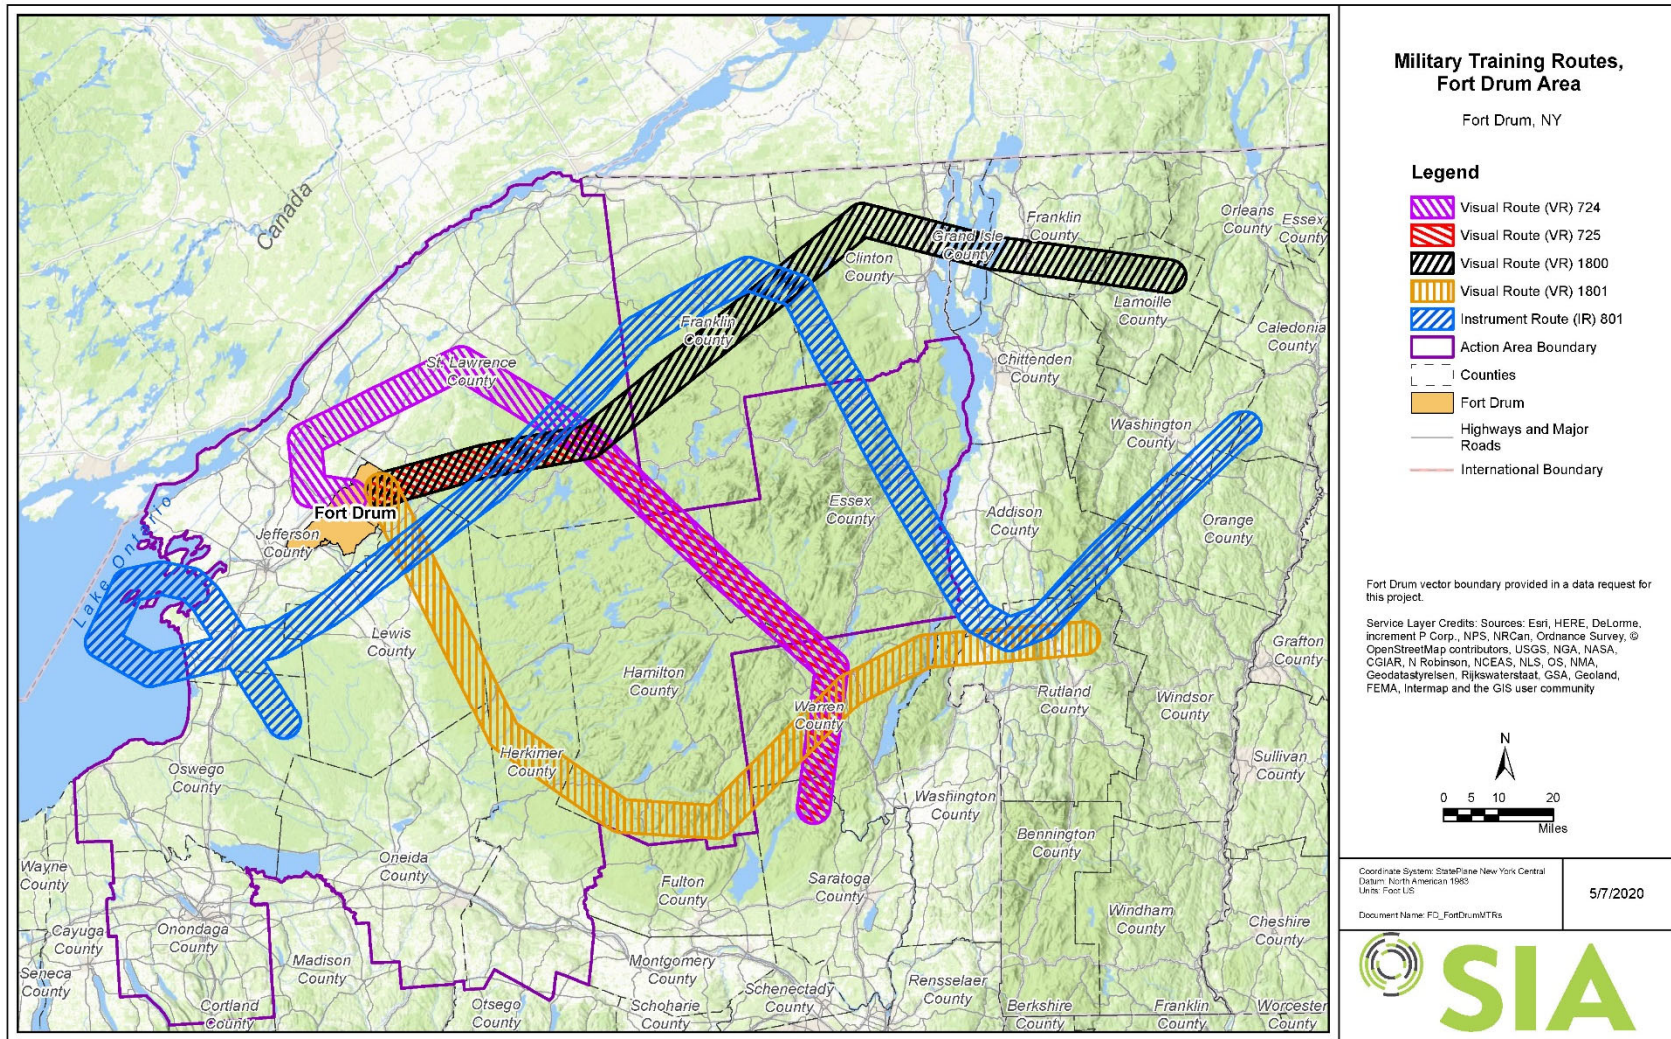 Military Training Routes,
Fort Drum Area
Fort Drum, NY
Legend
Visual Route (VR) 724
Visual Route (VR) 725
Visual Route (VR) 1800
Visual Route (VR) 1801
Instrument Route (IR) 801
Action Area Boundary
Counties
Fort Drum
Highways and Major
Roads
International Boundary
Fort Drum vector boundary provided in a data request for
this project.
Service Layer Credits: Sources: Esri, HERE, DeLorme,
increment P Corp., NPS, NRCan, Ordnance Survey, ©
OpenStreetMap contributors, USGS, NGA, NASA,
CGIAR, N Robinson, NCEAS, NLS, OS, NMA,
Geodatastyrelsen, Rijkswaterstaat, GSA, Geoland,
FEMA, Intermap and the GIS user community
N
0 5 10 20
Miles
Coordinate System: StatePlane New York Central
Datum: North American 1983
Units: Foot US
Document Name: FD_FortDrumMTRs
5/7/2020
SIA
Canada
Lake Ontario
Fort Drum
Jefferson
County
St. Lawrence
County
Franklin
County
Clinton
County
Grand Isle
County
Franklin
County
Orleans
County
Essex
County
Lamoille
County
Caledonia
County
Chittenden
County
Washington
County
Essex
County
Addison
County
Orange
County
Lewis
County
Hamilton
County
Warren
County
Herkimer
County
Rutland
County
Windsor
County
Grafton
County
Sullivan
County
Oswego
County
Oneida
County
Washington
County
Bennington
County
Wayne
County
Fulton
County
Saratoga
County
Windham
County
Cheshire
County
Cayuga
County
Onondaga
County
Madison
County
Montgomery
County
Seneca
County
Cortland
County
Otsego
County
Schoharie
County
Schenectady
County
Rensselaer
County
Berkshire
County
Franklin
County
Worcester
County